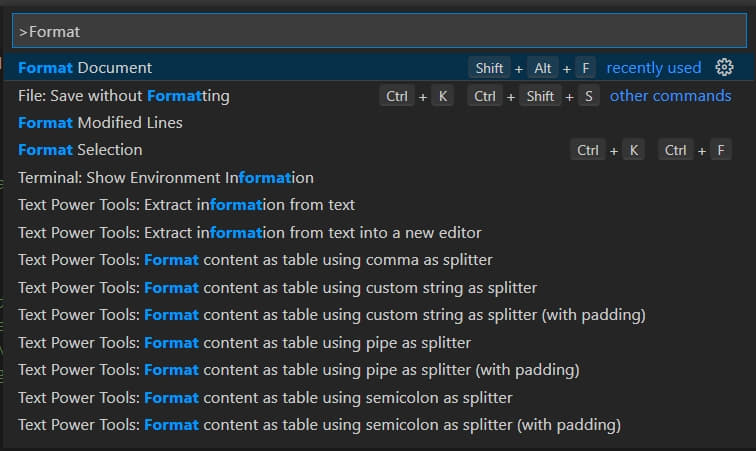 >Format
Format Document Shift + Alt + F recently used
File: Save without Formatting Ctrl + K Ctrl + Shift + S other commands
Format Modified Lines
Format Selection Ctrl + K Ctrl + F
Terminal: Show Environment Information
Text Power Tools: Extract information from text
Text Power Tools: Extract information from text into a new editor
Text Power Tools: Format content as table using comma as splitter
Text Power Tools: Format content as table using custom string as splitter
Text Power Tools: Format content as table using custom string as splitter (with padding)
Text Power Tools: Format content as table using pipe as splitter
Text Power Tools: Format content as table using pipe as splitter (with padding)
Text Power Tools: Format content as table using semicolon as splitter
Text Power Tools: Format content as table using semicolon as splitter (with padding)